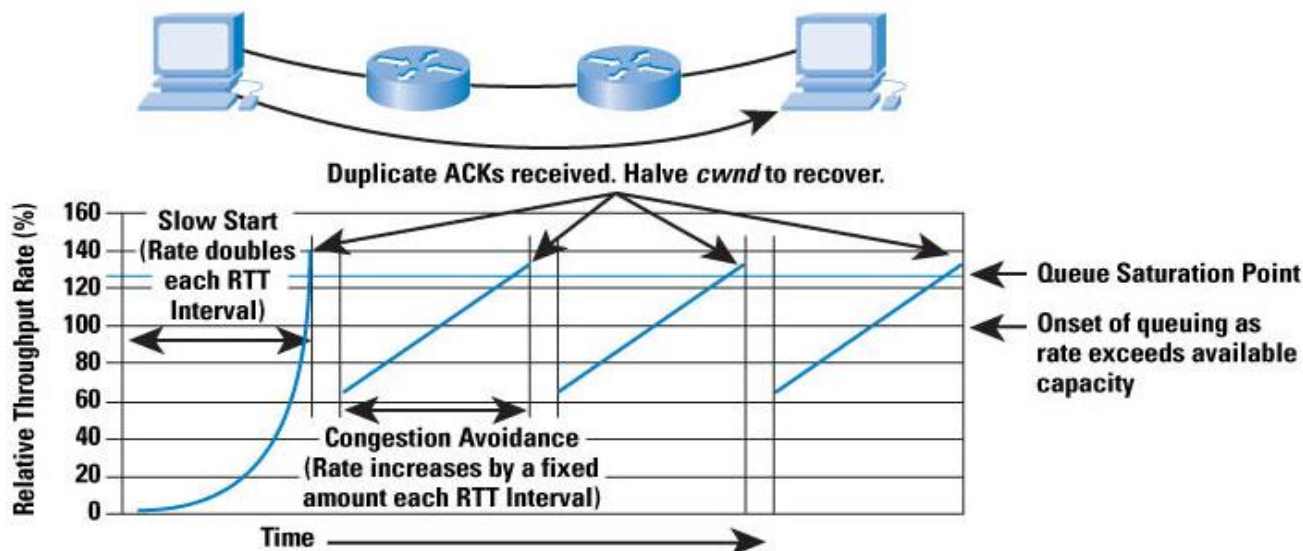 Duplicate ACKs received. Halve cwnd to recover.
Relative Throughput Rate (%)
160
140
120
100
80
60
40
20
0
Slow Start
(Rate doubles
each RTT
Interval)
Queue Saturation Point
Onset of queuing as
rate exceeds available
capacity
Congestion Avoidance
(Rate increases by a fixed
amount each RTT Interval)
Time